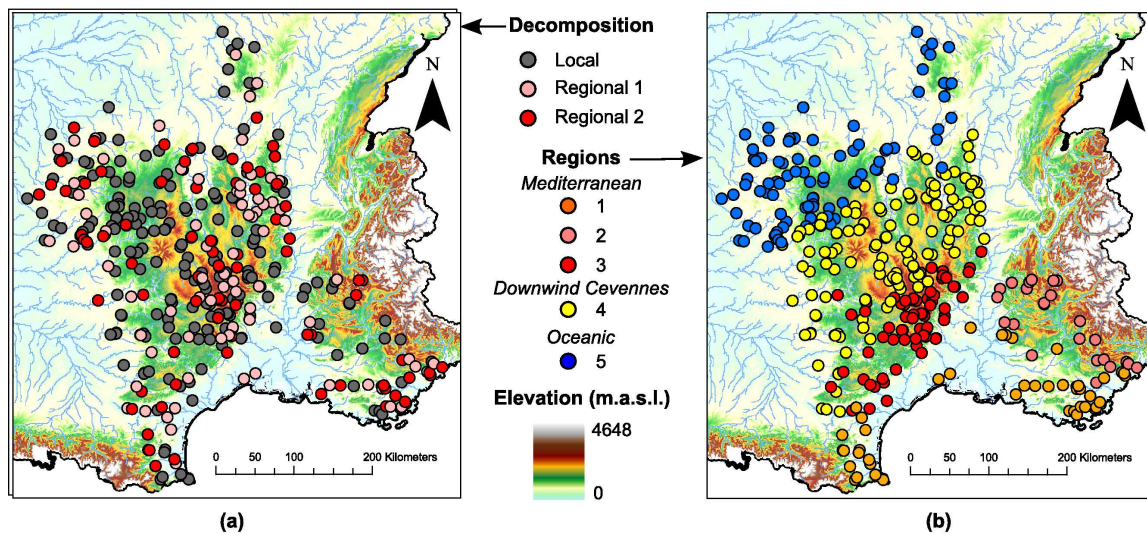 (a)
N
0 50 100 200 Kilometers
Decomposition
Local
Regional 1
Regional 2
Regions
Mediterranean
1
2
3
Downwind Cevennes
4
Oceanic
5
Elevation (m.a.s.l.)
4648
0
(b)
N
0 50 100 200 Kilometers